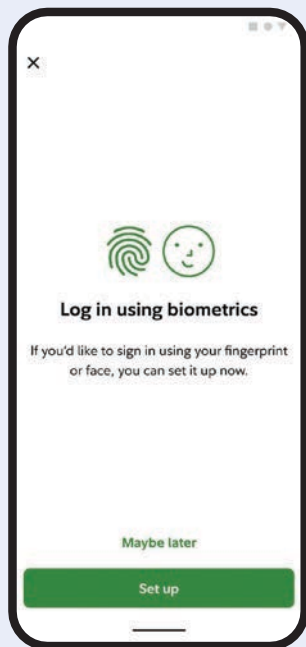 Log in using biometrics
If you'd like to sign in using your fingerprint
or face, you can set it up now.
Maybe later
Set up